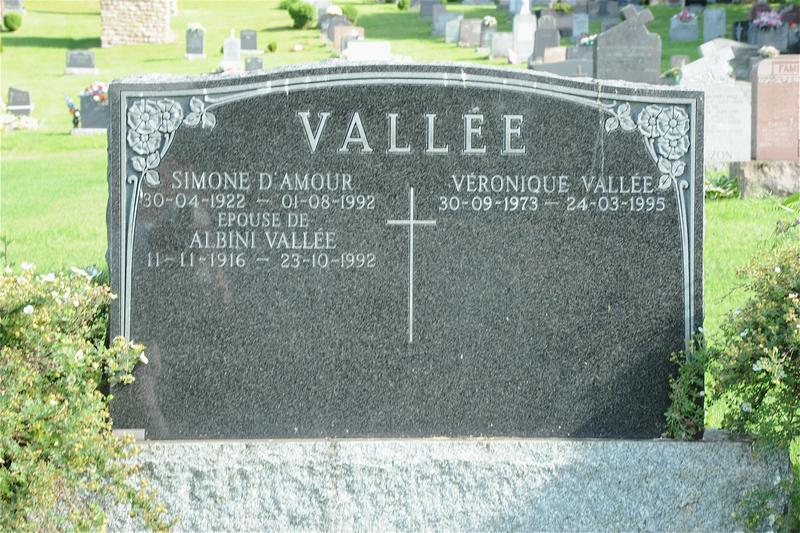 VALLÉE
SIMONE D'AMOUR
30-04-1922 - 01-08-1992
EPOUSE DE
ALBINI VALLÉE
11-11-1916 - 23-10-1992
VÉRONIQUE VALLÉE
30-09-1973 - 24-03-1995